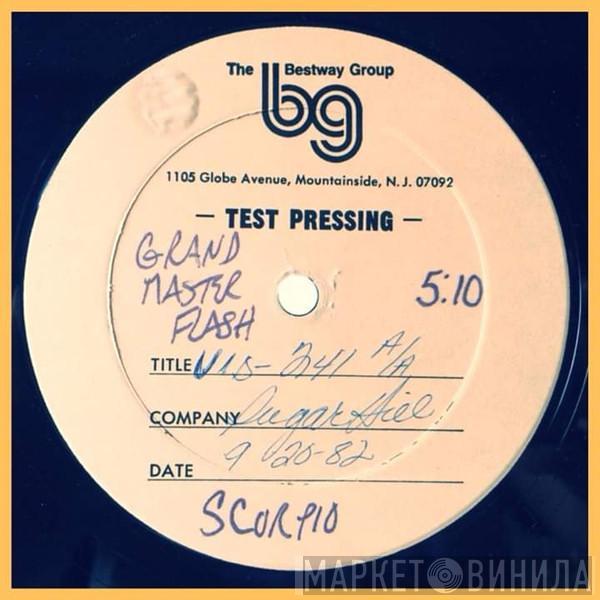 The Bestway Group
bg
1105 Globe Avenue, Mountainside, N. J. 07092
— TEST PRESSING —
GRAND
MASTER
FLASH
5:10
TITLE 2141 A/A
COMPANY Sugar Hill
DATE 9-20-82
SCORPIO
МАРКЕТ ВИНИЛА